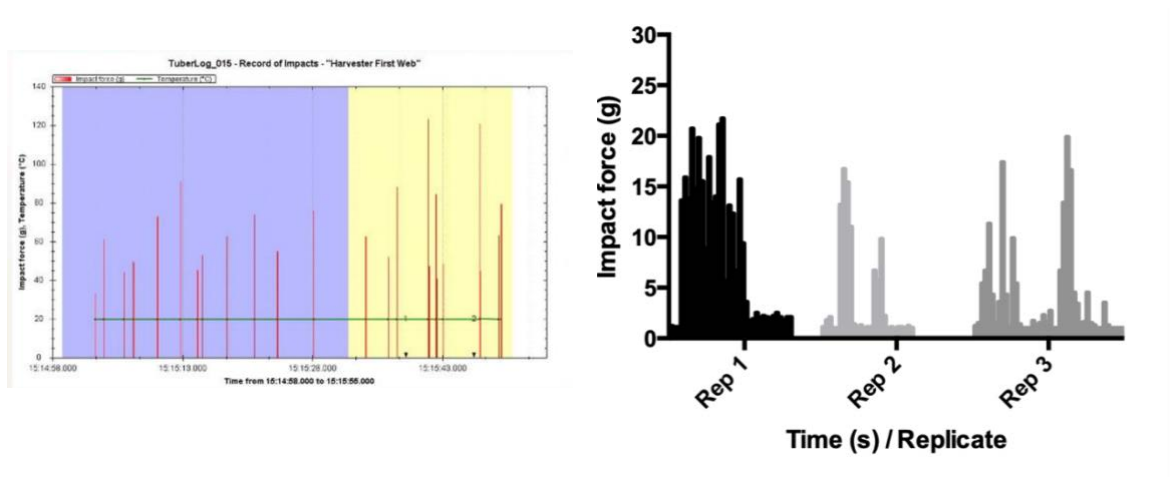 TuberLog_015 - Record of Impacts - "Harvester First Web"
Impact force (g) Temperature (°C)
Impact force (g), Temperature (°C)
140
120
100
80
60
40
20
0
1
2
15:14:58.000 15:15:13.000 15:15:28.000 15:15:43.000
Time from 15:14:58.000 to 15:15:55.000
Impact force (g)
30
25
20
15
10
5
0
Rep 1 Rep 2 Rep 3
Time (s) / Replicate